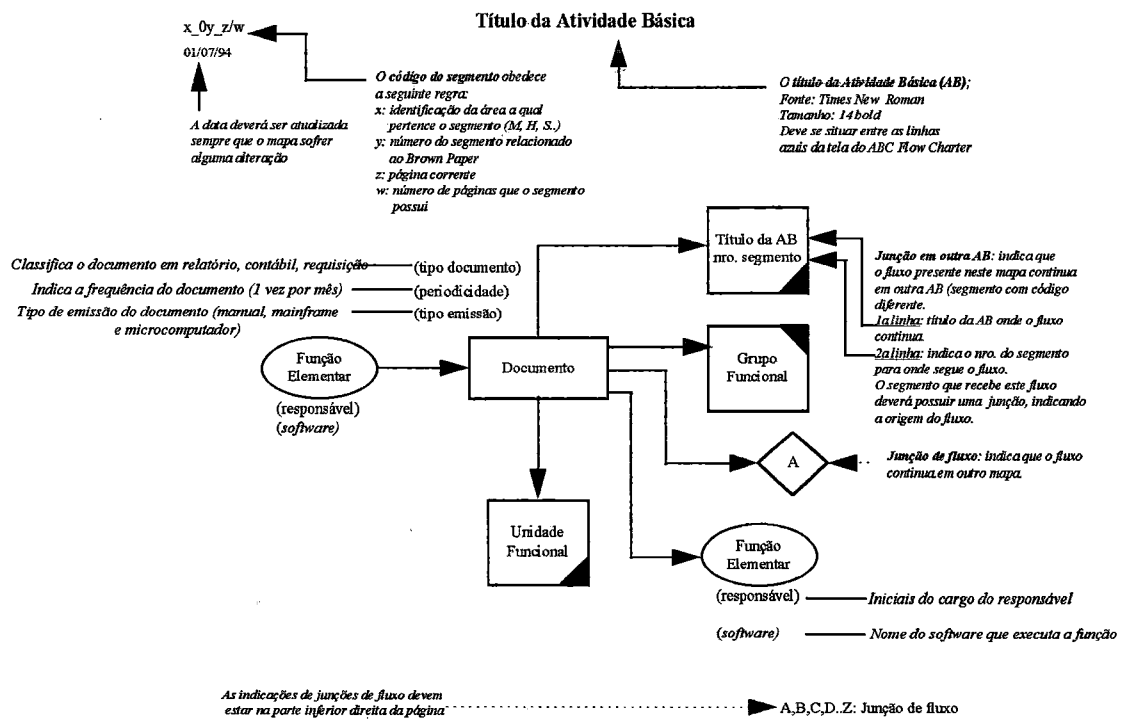 Título da Atividade Básica
x_0y_z/w
01/07/94
A data deverá ser atualizada
sempre que o mapa sofrer
alguma alteração
O código do segmento obedece
a seguinte regra:
x: identificação da área a qual
pertence o segmento (M, H, S..)
y: número do segmento relacionado
ao Brown Paper
z: página corrente
w: número de páginas que o segmento
possui
O título da Atividade Básica (AB);
Fonte: Times New Roman
Tamanho: 14 bold
Deve se situar entre as linhas
azuis da tela do ABC Flow Charter
Classifica o documento em relatório, contábil, requisição
(tipo documento)
Indica a frequência do documento (1 vez por mês)
(periodicidade)
Tipo de emissão do documento (manual, mainframe
e microcomputador)
(tipo emissão)
Função
Elementar
(responsável)
(software)
Documento
Título da AB
nro. segmento
Junção em outra AB: indica que
o fluxo presente neste mapa continua
em outra AB (segmento com código
diferente.
1a linha: título da AB onde o fluxo
continua.
2a linha: indica o nro. do segmento
para onde segue o fluxo.
O segmento que recebe este fluxo
deverá possuir uma junção, indicando
a origem do fluxo.
Grupo
Funcional
A
Junção de fluxo: indica que o fluxo
continua em outro mapa.
Unidade
Funcional
Função
Elementar
(responsável)
Iniciais do cargo do responsável
(software)
Nome do software que executa a função
As indicações de junções de fluxo devem
estar na parte inferior direita da página
A,B,C,D..Z: Junção de fluxo